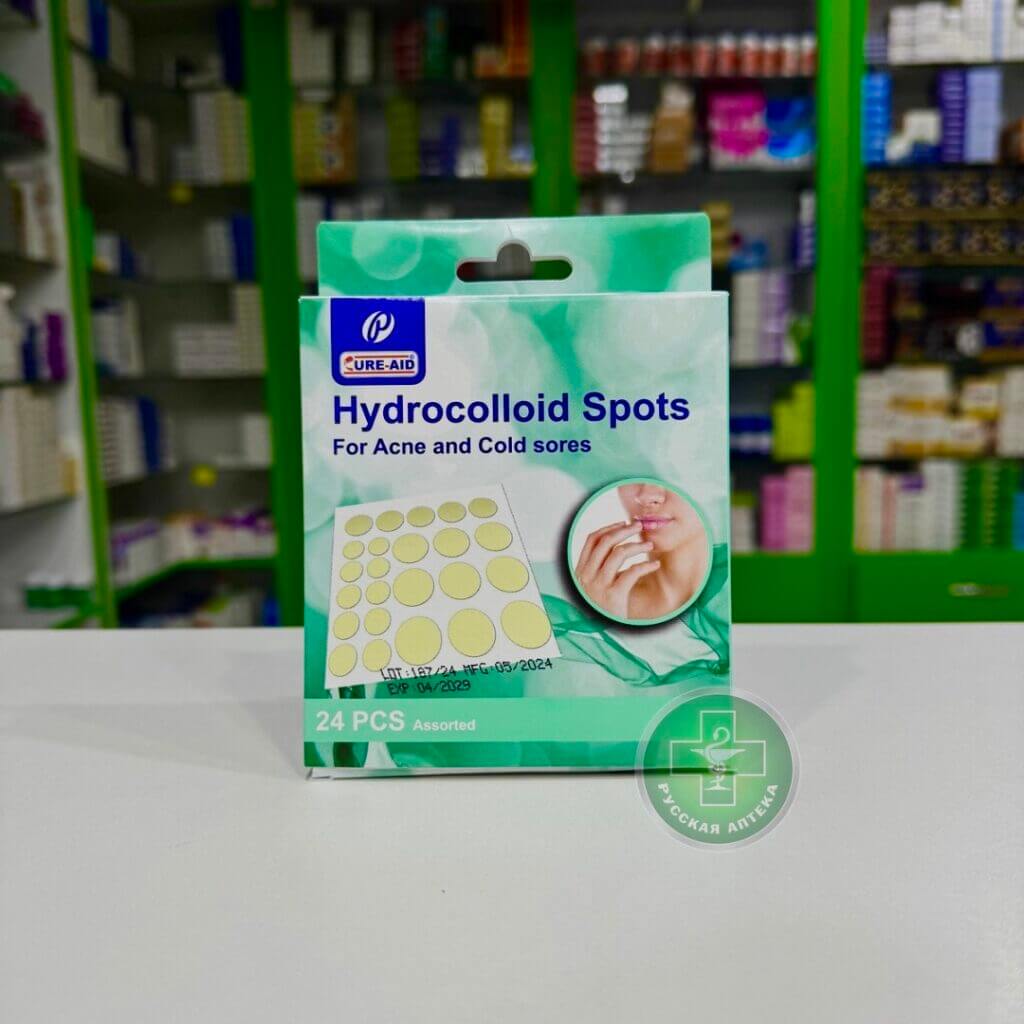 CURE-AID
Hydrocolloid Spots
For Acne and Cold sores
LOT:187/24 MFG:05/2024
EXP 04/2029
24 PCS Assorted
РУССКАЯ АПТЕКА